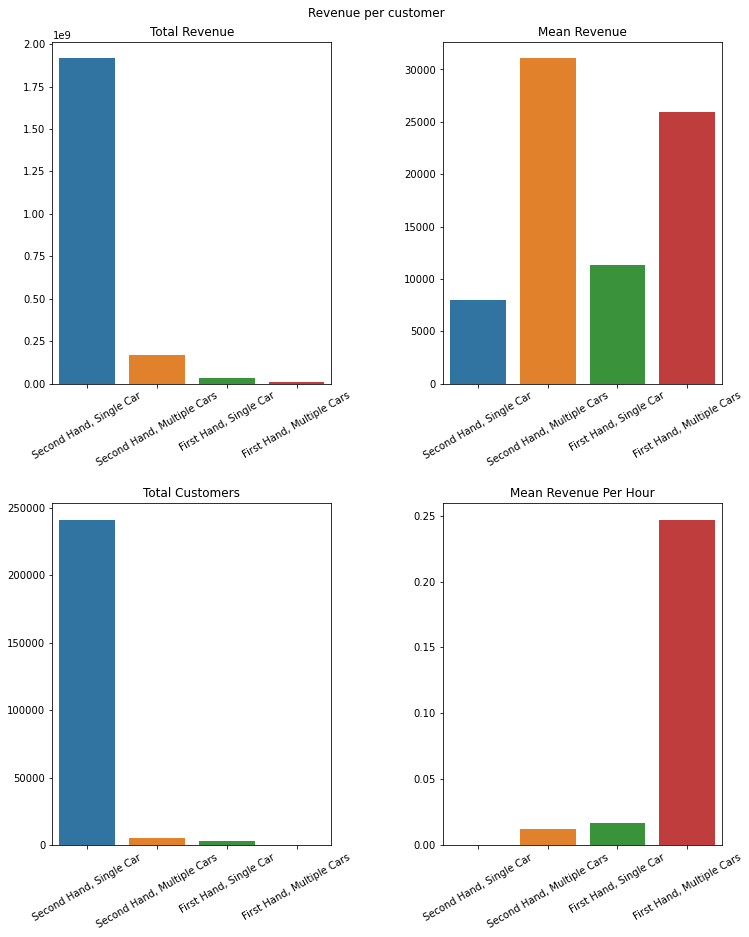 Revenue per customer
Total Revenue
1e9
2.00
1.75
1.50
1.25
1.00
0.75
0.50
0.25
0.00
Second Hand, Single Car
Second Hand, Multiple Cars
First Hand, Single Car
First Hand, Multiple Cars
Mean Revenue
30000
25000
20000
15000
10000
5000
0
Second Hand, Single Car
Second Hand, Multiple Cars
First Hand, Single Car
First Hand, Multiple Cars
Total Customers
250000
200000
150000
100000
50000
0
Second Hand, Single Car
Second Hand, Multiple Cars
First Hand, Single Car
First Hand, Multiple Cars
Mean Revenue Per Hour
0.25
0.20
0.15
0.10
0.05
0.00
Second Hand, Single Car
Second Hand, Multiple Cars
First Hand, Single Car
First Hand, Multiple Cars